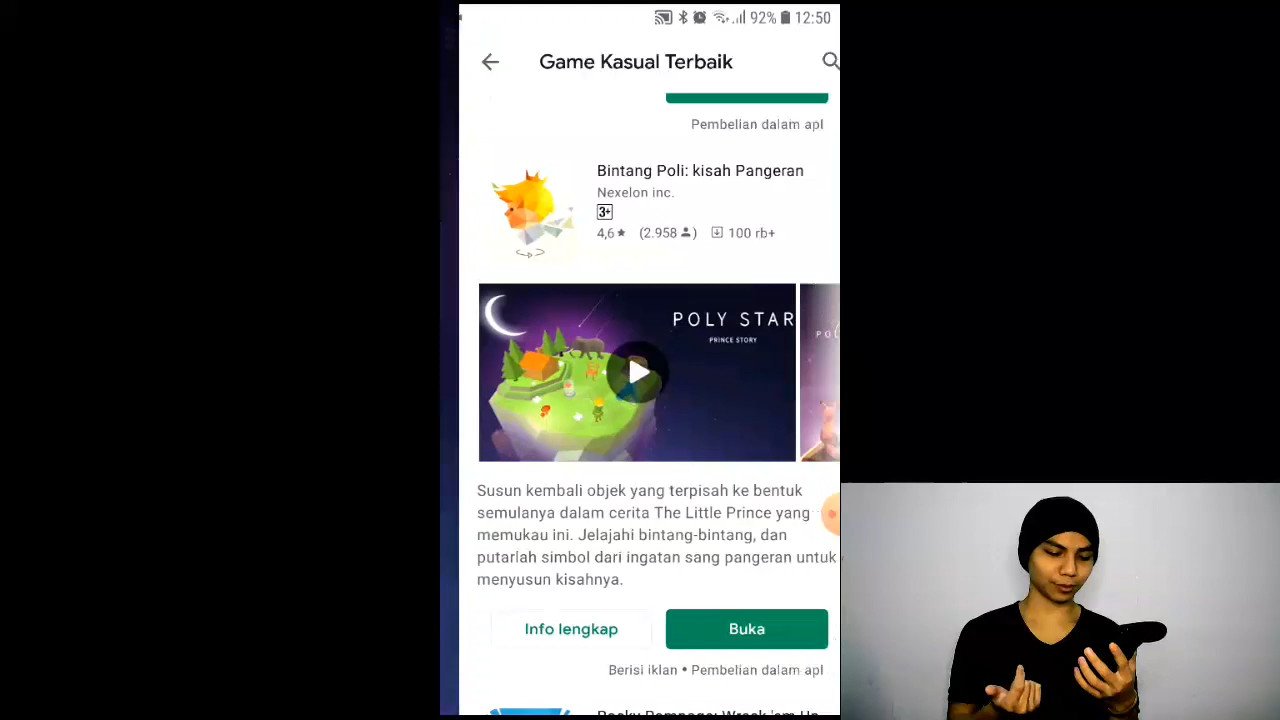 92% 12:50
Game Kasual Terbaik
Pembelian dalam apl
Bintang Poli: kisah Pangeran
Nexelon inc.
3+
4,6★ (2.958) 100 rb+
POLY STAR
PRINCE STORY
Susun kembali objek yang terpisah ke bentuk
semulanya dalam cerita The Little Prince yang
memukau ini. Jelajahi bintang-bintang, dan
putarlah simbol dari ingatan sang pangeran untuk
menyusun kisahnya.
Info lengkap
Buka
Berisi iklan • Pembelian dalam apl